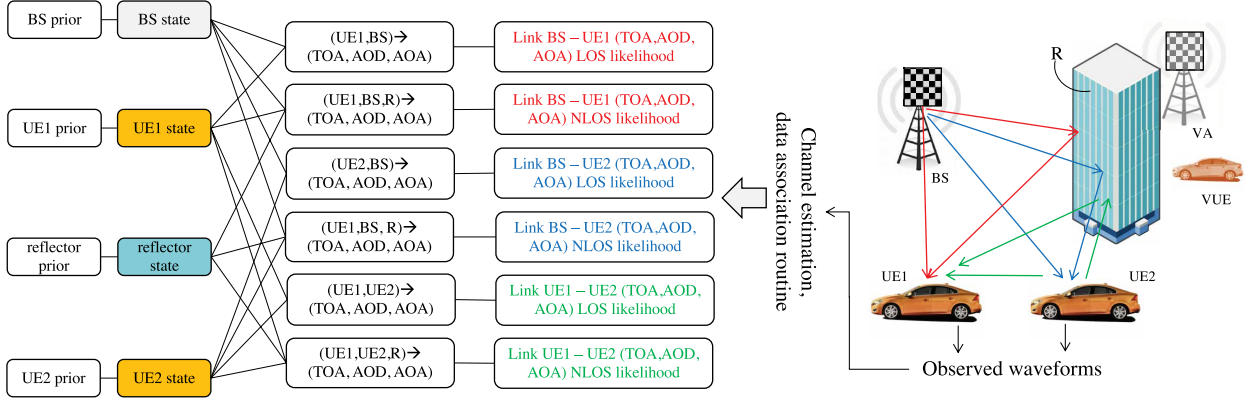 BS prior
BS state
UE1 prior
UE1 state
reflector
prior
reflector
state
UE2 prior
UE2 state
(UE1,BS)→
(TOA, AOD, AOA)
(UE1,BS,R)→
(TOA, AOD, AOA)
(UE2,BS)→
(TOA, AOD, AOA)
(UE1,BS, R)→
(TOA, AOD, AOA)
(UE1,UE2)→
(TOA, AOD, AOA)
(UE1,UE2,R)→
(TOA, AOD, AOA)
Link BS – UE1 (TOA,AOD,
AOA) LOS likelihood
Link BS – UE1 (TOA,AOD,
AOA) NLOS likelihood
Link BS – UE2 (TOA,AOD,
AOA) LOS likelihood
Link BS – UE2 (TOA,AOD,
AOA) NLOS likelihood
Link UE1 – UE2 (TOA,AOD,
AOA) LOS likelihood
Link UE1 – UE2 (TOA,AOD,
AOA) NLOS likelihood
Channel estimation,
data association routine
R
BS
VA
VUE
UE1
UE2
Observed waveforms